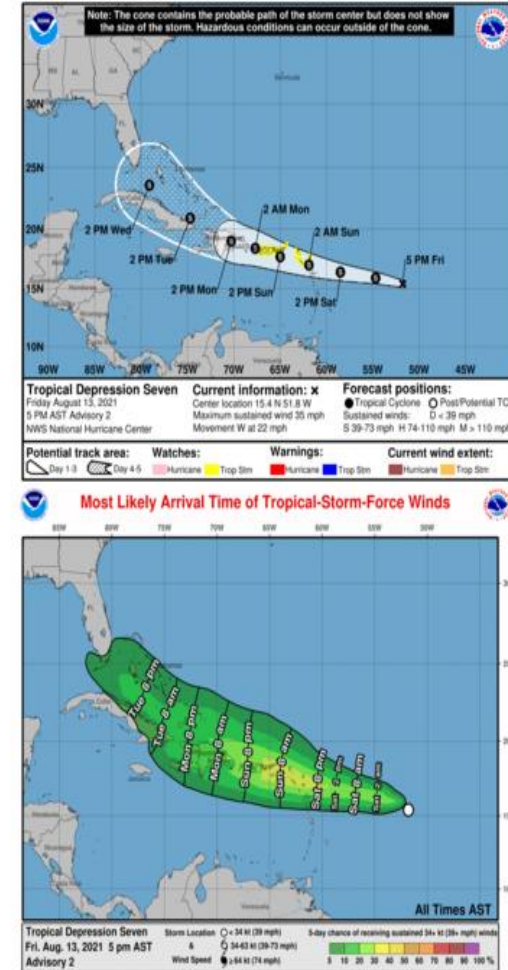 Note: The cone contains the probable path of the storm center but does not show
the size of the storm. Hazardous conditions can occur outside of the cone.
Bermuda
30N
25N
20N
15N
10N
2 PM Wed
2 PM Tue
2 PM Mon
2 AM Mon
2 PM Sun
2 AM Sun
2 PM Sat
5 PM Fri
90W 85W 80W 75W 70W 65W 60W 55W 50W 45W
Tropical Depression Seven
Friday August 13, 2021
5 PM AST Advisory 2
NWS National Hurricane Center
Current information: x
Center location 15.4 N 51.8 W
Maximum sustained wind 35 mph
Movement W at 22 mph
Forecast positions:
Tropical Cyclone Post/Potential TC
Sustained winds: D < 39 mph
S 39-73 mph H 74-110 mph M > 110 mph
Potential track area:
Day 1-3 Day 4-5
Watches:
Hurricane Trop Stm
Warnings:
Hurricane Trop Stm
Current wind extent:
Hurricane Trop Stm
Most Likely Arrival Time of Tropical-Storm-Force Winds
FL
Cuba
Jamaica
Tue 8 pm
Tue 8 am
Mon 8 pm
Mon 8 am
Sun 8 pm
Sun 8 am
Sat 8 pm
Sat 8 am
All Times AST
Tropical Depression Seven
Fri. Aug. 13, 2021 5 pm AST
Advisory 2
Storm Location & Wind Speed
< 34 kt (39 mph)
34-63 kt (39-73 mph)
≥ 64 kt (74 mph)
5-day chance of receiving sustained 34+ kt (39+ mph) winds
5 10 20 30 40 50 60 70 80 90 100 %